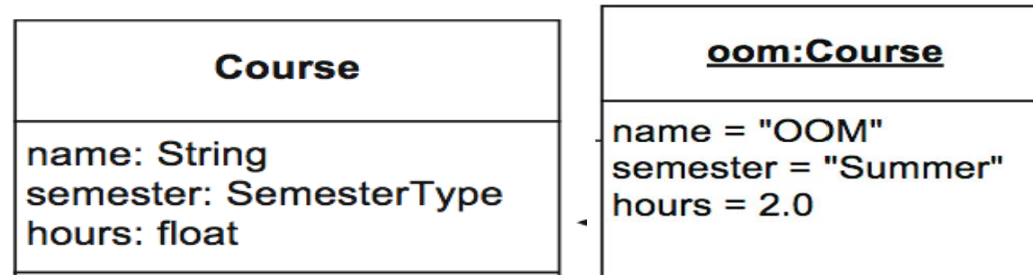 Course
name: String
semester: SemesterType
hours: float
oom:Course
name = "OOM"
semester = "Summer"
hours = 2.0